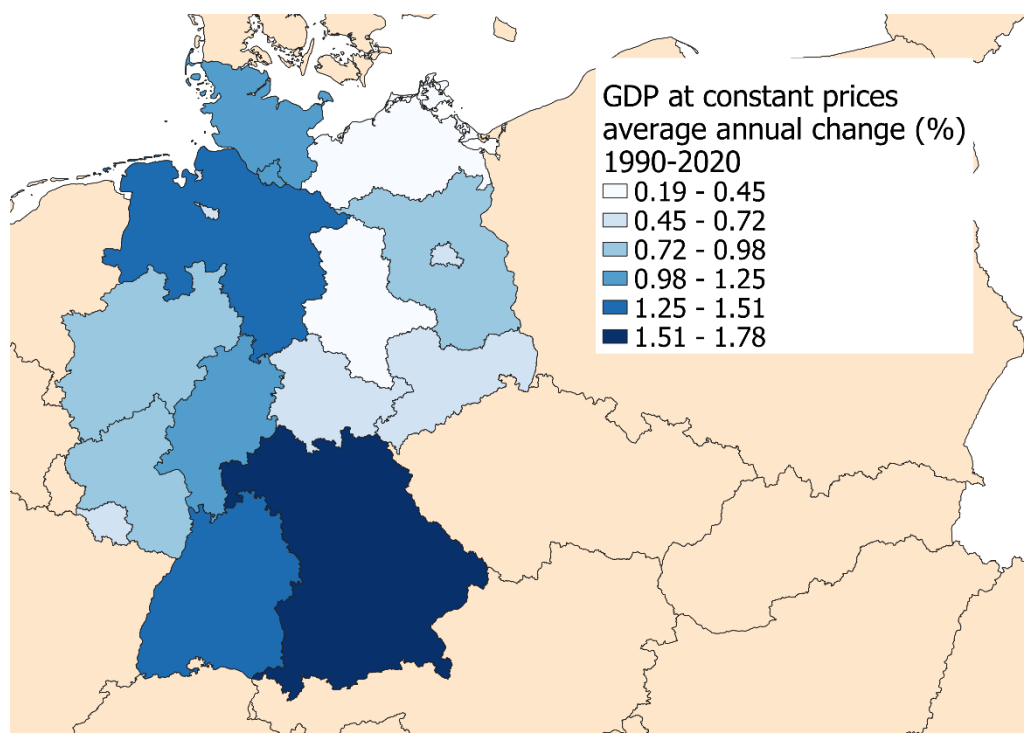 GDP at constant prices
average annual change (%)
1990-2020
0.19 - 0.45
0.45 - 0.72
0.72 - 0.98
0.98 - 1.25
1.25 - 1.51
1.51 - 1.78